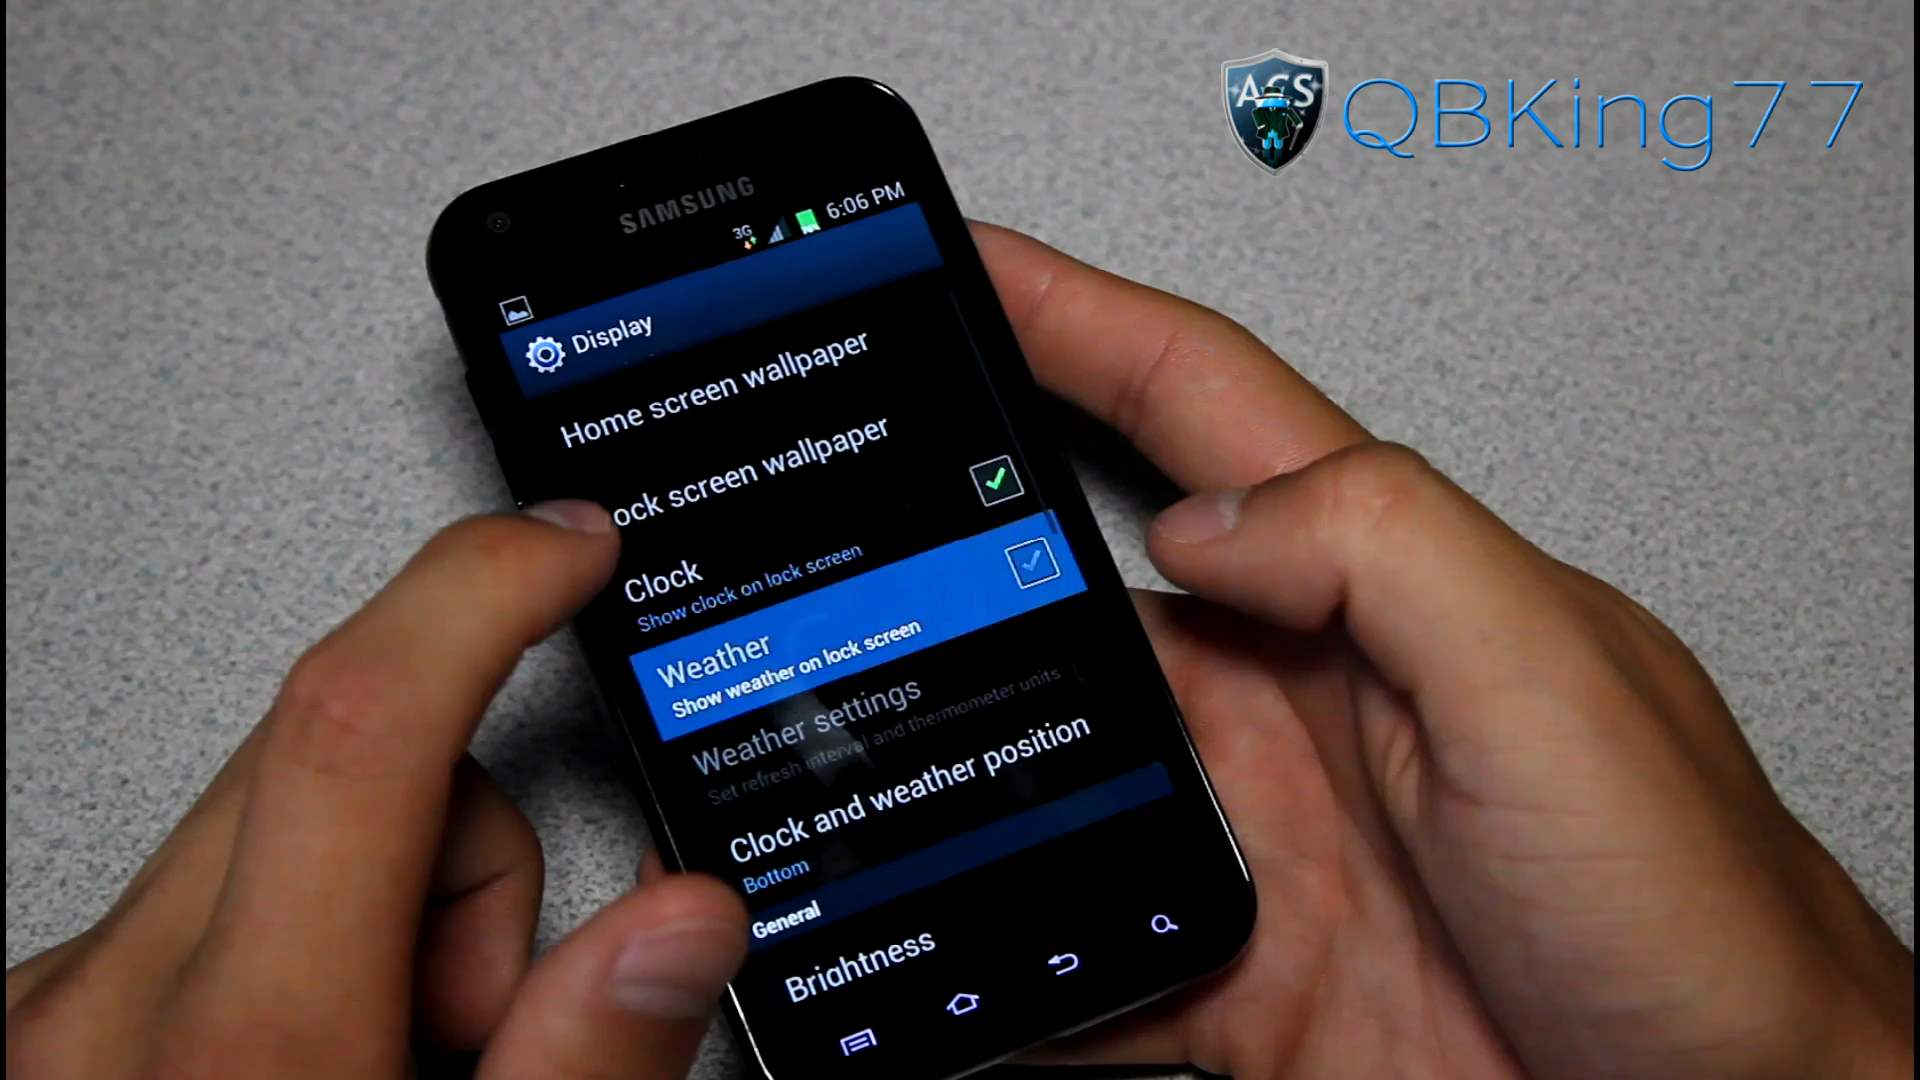 ACS QBKing77
SAMSUNG
3G 6:06 PM
Display
Home screen wallpaper
ock screen wallpaper
Clock
Show clock on lock screen
Weather
Show weather on lock screen
Weather settings
Set refresh interval and thermometer units
Clock and weather position
Bottom
General
Brightness